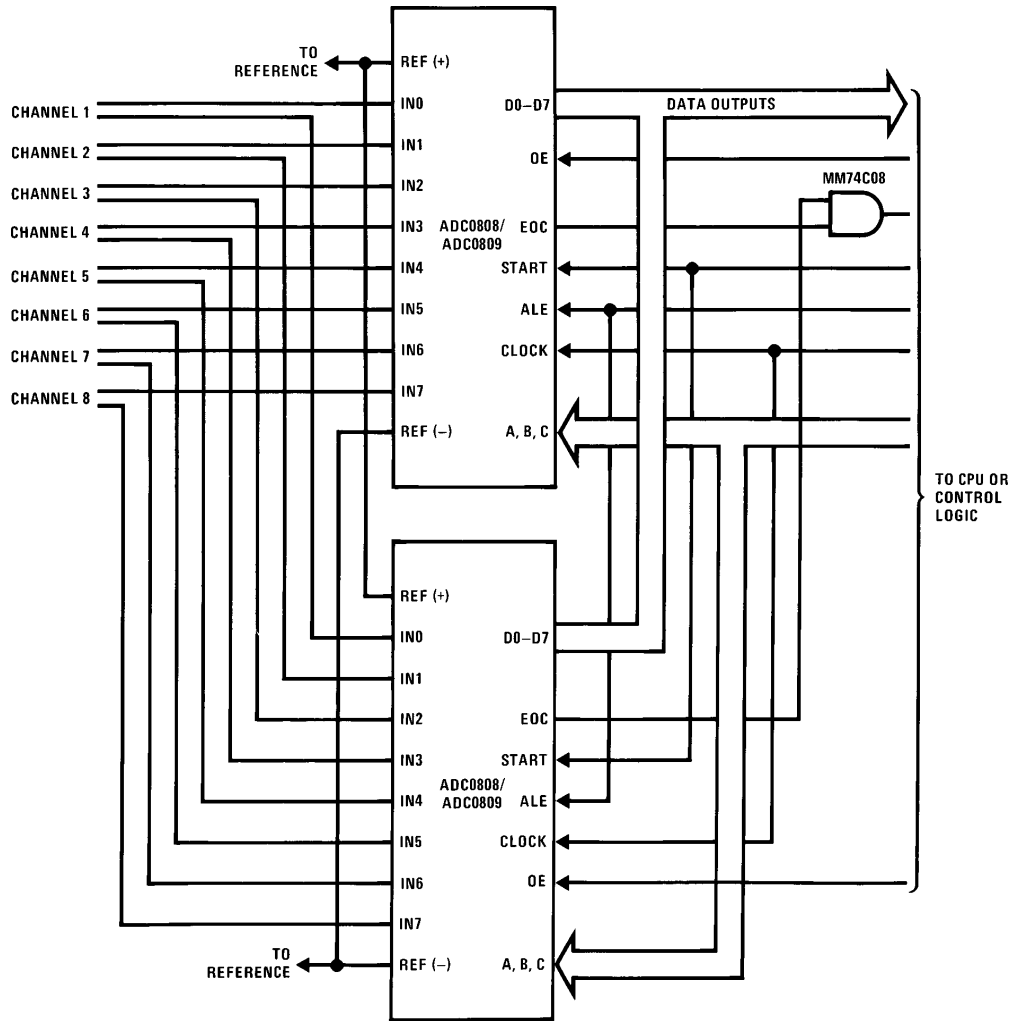 TO
REFERENCE
REF (+)
CHANNEL 1
IN0
D0–D7
DATA OUTPUTS
CHANNEL 2
IN1
OE
CHANNEL 3
IN2
MM74C08
CHANNEL 4
IN3
ADC0808/
ADC0809
EOC
CHANNEL 5
IN4
START
CHANNEL 6
IN5
ALE
CHANNEL 7
IN6
CLOCK
CHANNEL 8
IN7
REF (–)
A, B, C
TO CPU OR
CONTROL
LOGIC
REF (+)
IN0
D0–D7
IN1
IN2
EOC
IN3
START
ADC0808/
ADC0809
IN4
ALE
IN5
CLOCK
IN6
OE
IN7
TO
REFERENCE
REF (–)
A, B, C